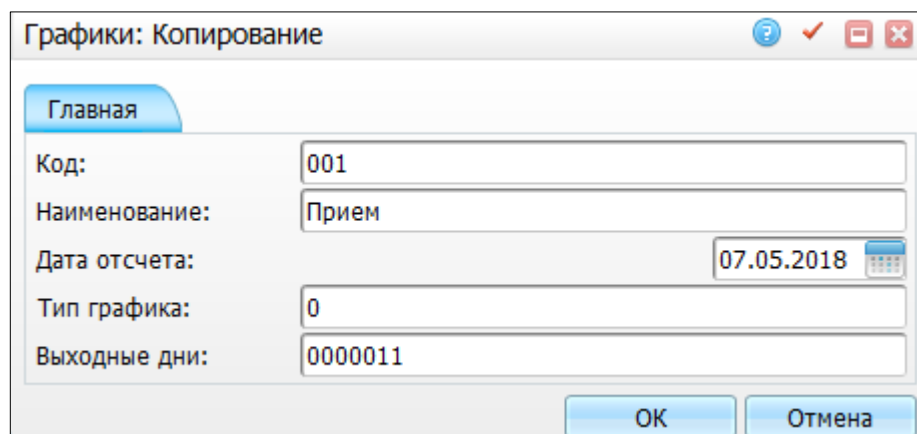 Графики: Копирование
Главная
Код: 001
Наименование: Прием
Дата отсчета: 07.05.2018
Тип графика: 0
Выходные дни: 0000011
ОК Отмена